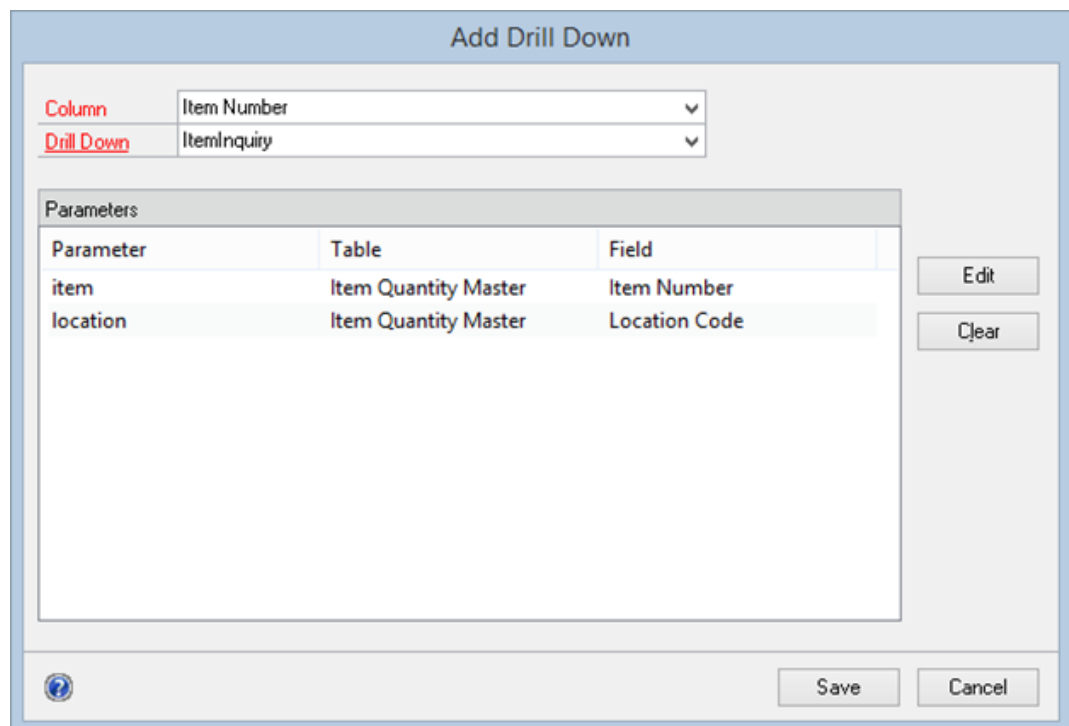 Add Drill Down
Column Item Number
Drill Down ItemInquiry
Parameters
Parameter Table Field
item Item Quantity Master Item Number
location Item Quantity Master Location Code
Edit
Clear
Save Cancel